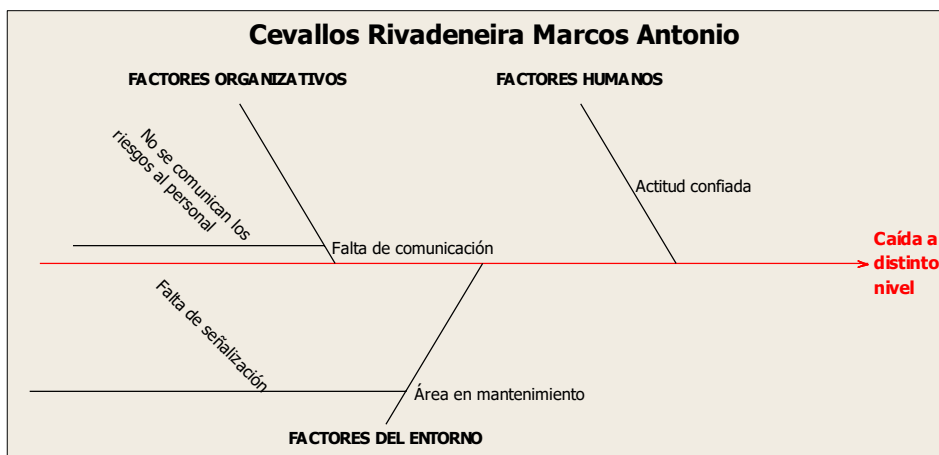 Cevallos Rivadeneira Marcos Antonio
FACTORES ORGANIZATIVOS
FACTORES HUMANOS
No se comunican los
riesgos al personal
Actitud confiada
Falta de comunicación
Caída a
distinto
nivel
Falta de señalización
Área en mantenimiento
FACTORES DEL ENTORNO